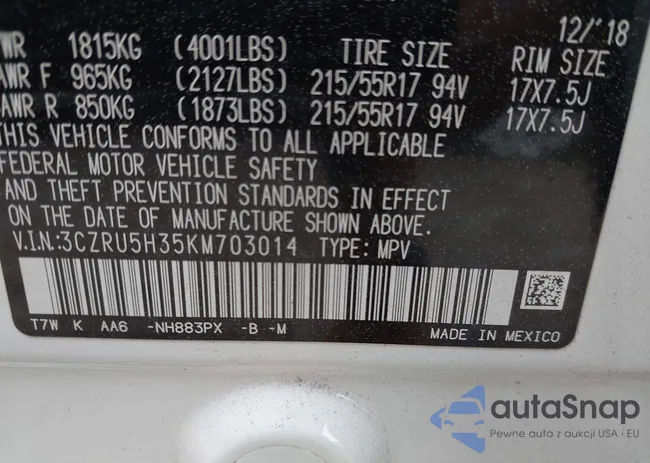 12/'18
WR 1815KG (4001LBS) TIRE SIZE RIM SIZE
AWR F 965KG (2127LBS) 215/55R17 94V 17X7.5J
AWR R 850KG (1873LBS) 215/55R17 94V 17X7.5J
THIS VEHICLE CONFORMS TO ALL APPLICABLE
FEDERAL MOTOR VEHICLE SAFETY
AND THEFT PREVENTION STANDARDS IN EFFECT
ON THE DATE OF MANUFACTURE SHOWN ABOVE.
V.I.N:3CZRU5H35KM703014 TYPE: MPV
T7W K AA6 -NH883PX -B -M
MADE IN MEXICO
autaSnap
Pewne auta z aukcji USA i EU